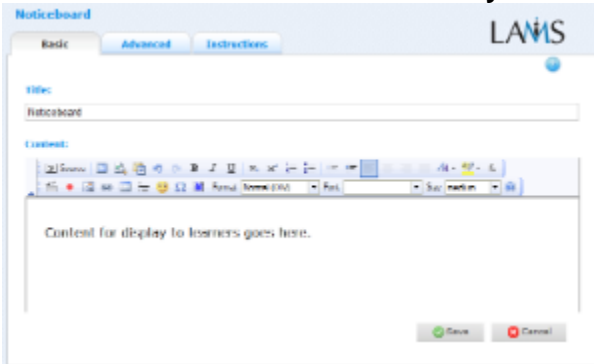 Noticeboard
LAMS
Basic Advanced Instructions
Title:
Noticeboard
Content:
Source B I U
Format Normal (DIV) Font Size medium
Content for display to learners goes here.
Save Cancel